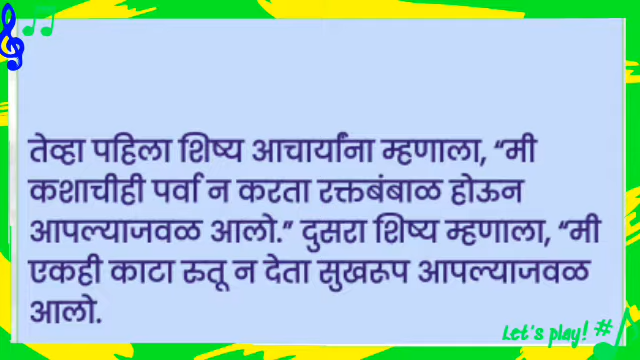 तेव्हा पहिला शिष्य आचार्यांना म्हणाला, “मी
कशाचीही पर्वा न करता रक्तबंबाळ होऊन
आपल्याजवळ आलो.” दुसरा शिष्य म्हणाला, “मी
एकही काटा रुतू न देता सुखरूप आपल्याजवळ
आलो.
Let's play! #